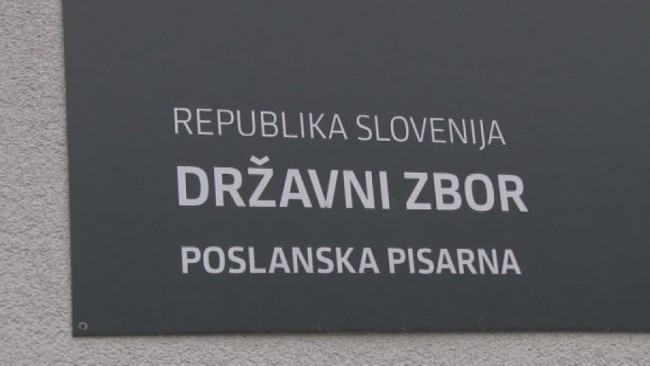 REPUBLIKA SLOVENIJA
DRŽAVNI ZBOR
POSLANSKA PISARNA